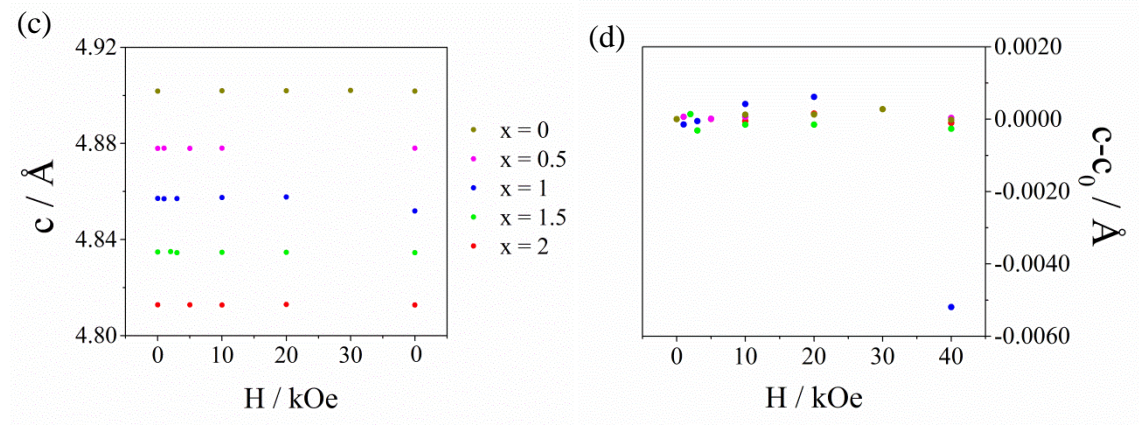 (c)
4.92
4.88
4.84
4.80
c / Å
0 10 20 30 0
H / kOe
x = 0
x = 0.5
x = 1
x = 1.5
x = 2
(d)
0.0020
0.0000
-0.0020
-0.0040
-0.0060
c-c₀ / Å
0 10 20 30 40
H / kOe